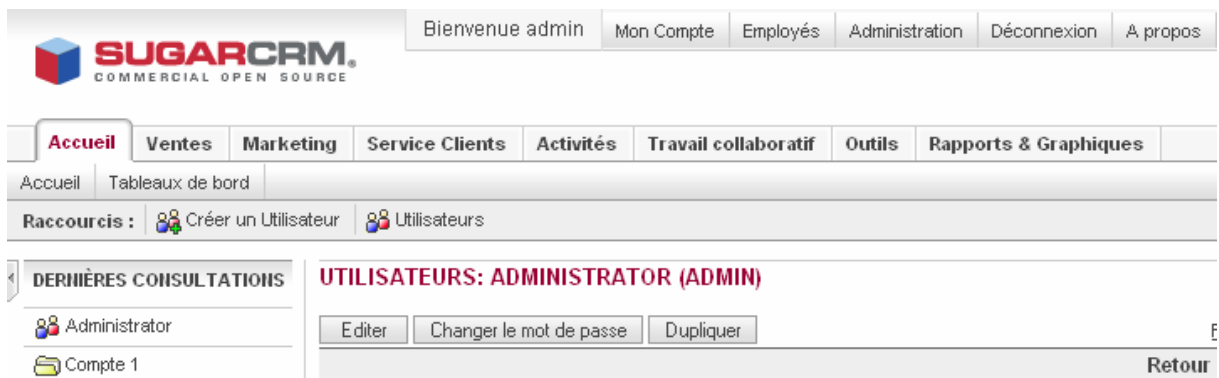 Bienvenue admin Mon Compte Employés Administration Déconnexion A propos
SUGARCRM®
COMMERCIAL OPEN SOURCE
Accueil Ventes Marketing Service Clients Activités Travail collaboratif Outils Rapports & Graphiques
Accueil Tableaux de bord
Raccourcis : Créer un Utilisateur Utilisateurs
DERNIÈRES CONSULTATIONS UTILISATEURS: ADMINISTRATOR (ADMIN)
Administrator Editer Changer le mot de passe Dupliquer
Compte 1 Retour